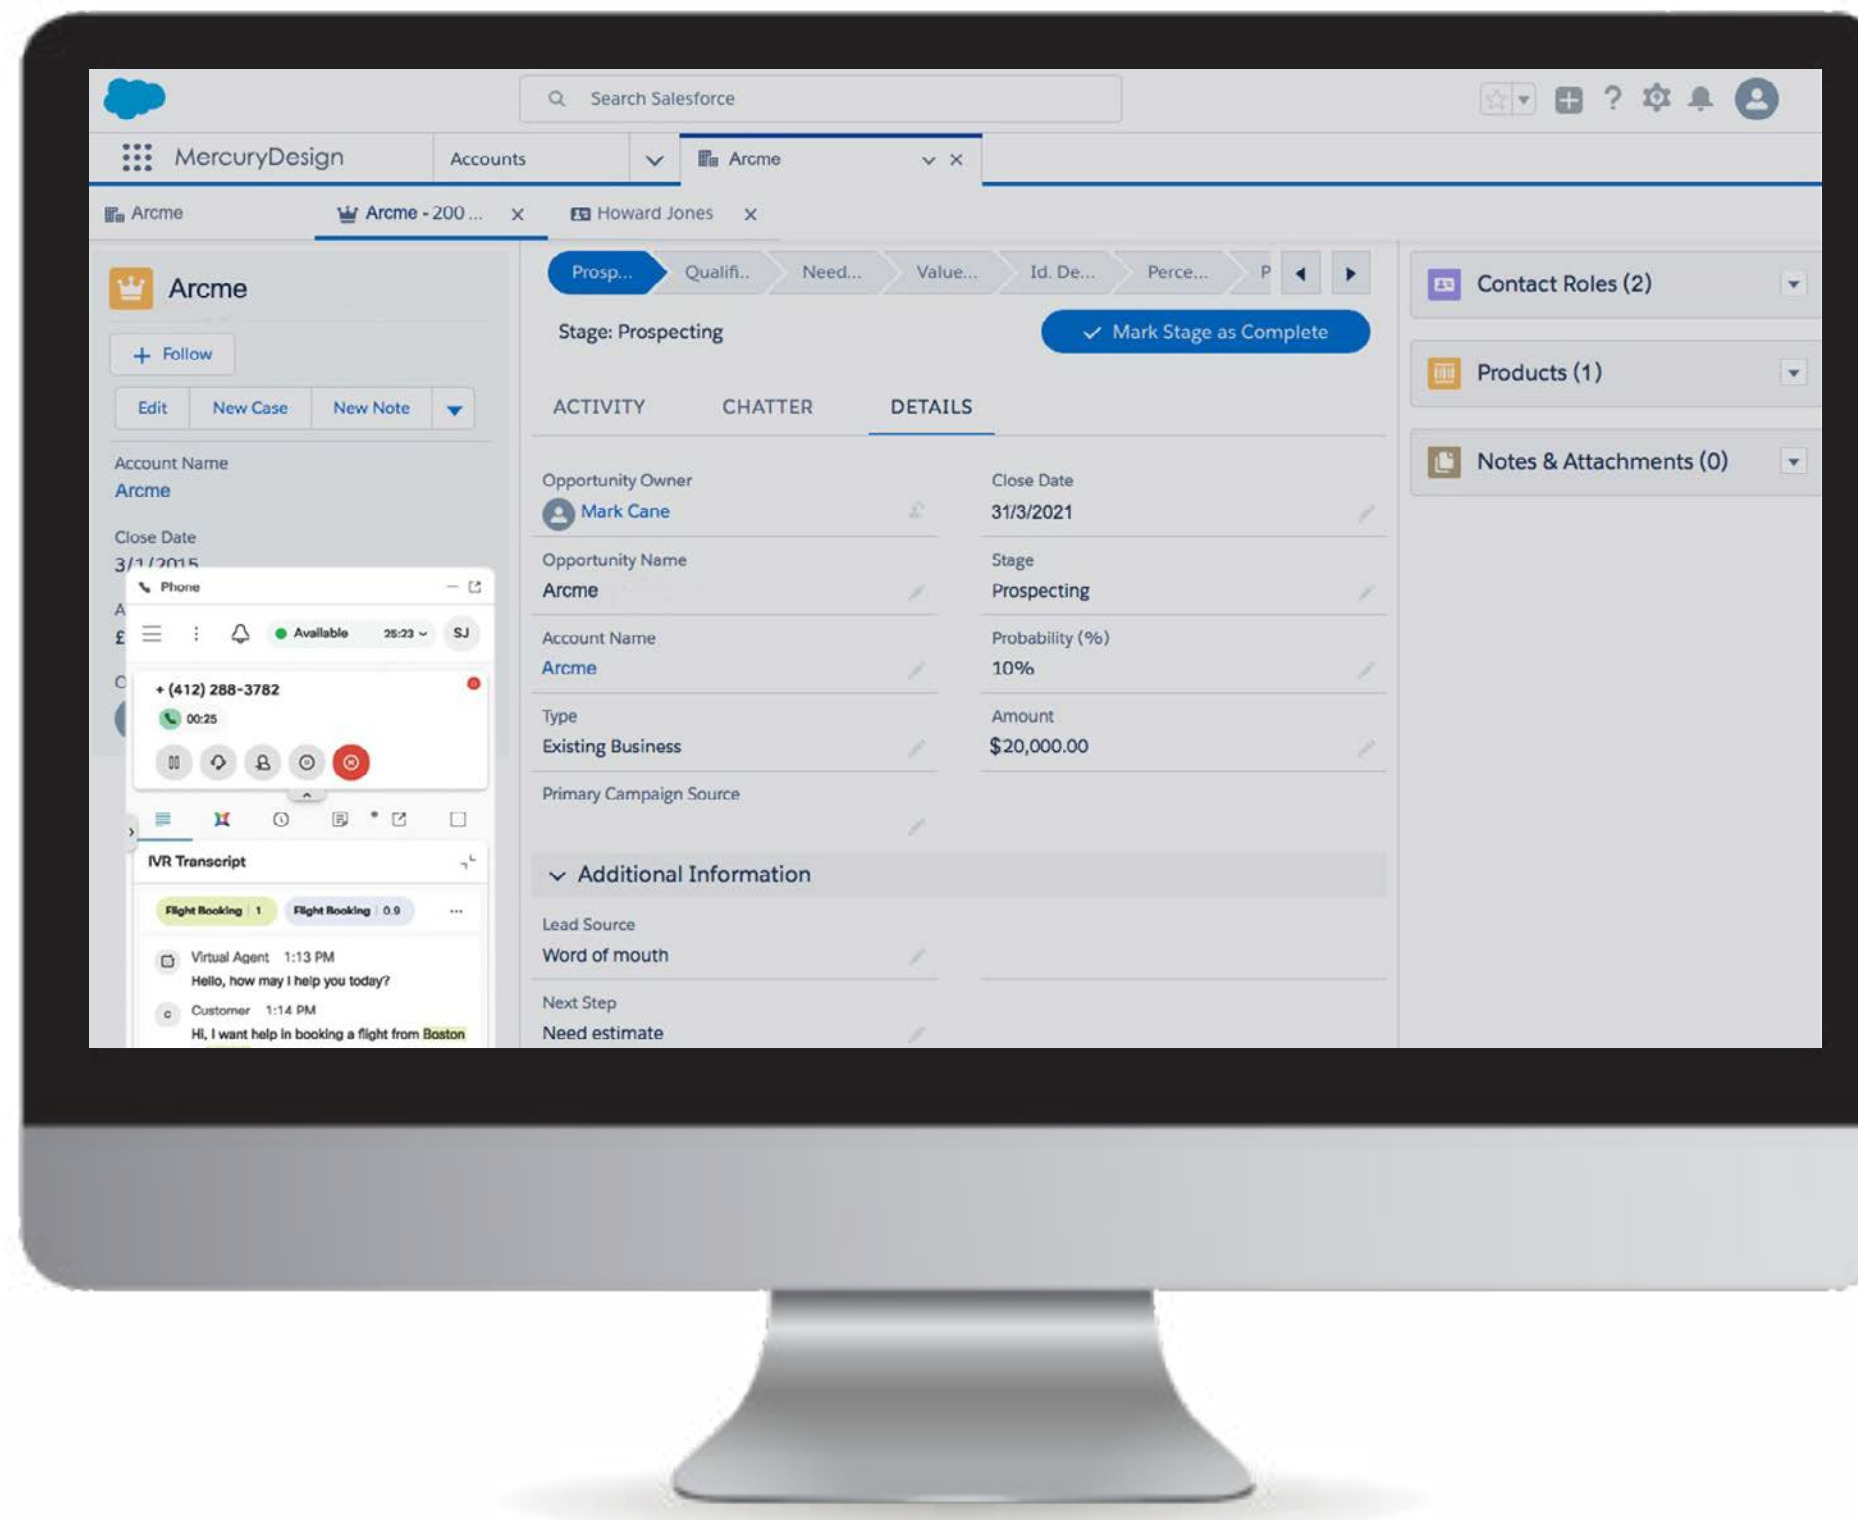 Search Salesforce
MercuryDesign
Accounts
Arcme
Arcme
Arcme - 200 ...
Howard Jones
Arcme
+ Follow
Edit
New Case
New Note
Account Name
Arcme
Close Date
3/1/2015
A
£
C
Phone
Available
25:23
SJ
+ (412) 288-3782
00:25
IVR Transcript
Flight Booking | 1
Flight Booking | 0.9
...
Virtual Agent 1:13 PM
Hello, how may I help you today?
C
Customer 1:14 PM
Hi, I want help in booking a flight from Boston
Prosp...
Qualifi..
Need...
Value...
Id. De...
Perce...
P
Stage: Prospecting
Mark Stage as Complete
ACTIVITY
CHATTER
DETAILS
Opportunity Owner
Mark Cane
Close Date
31/3/2021
Opportunity Name
Arcme
Stage
Prospecting
Account Name
Arcme
Probability (%)
10%
Type
Existing Business
Amount
$20,000.00
Primary Campaign Source
Additional Information
Lead Source
Word of mouth
Next Step
Need estimate
Contact Roles (2)
Products (1)
Notes & Attachments (0)